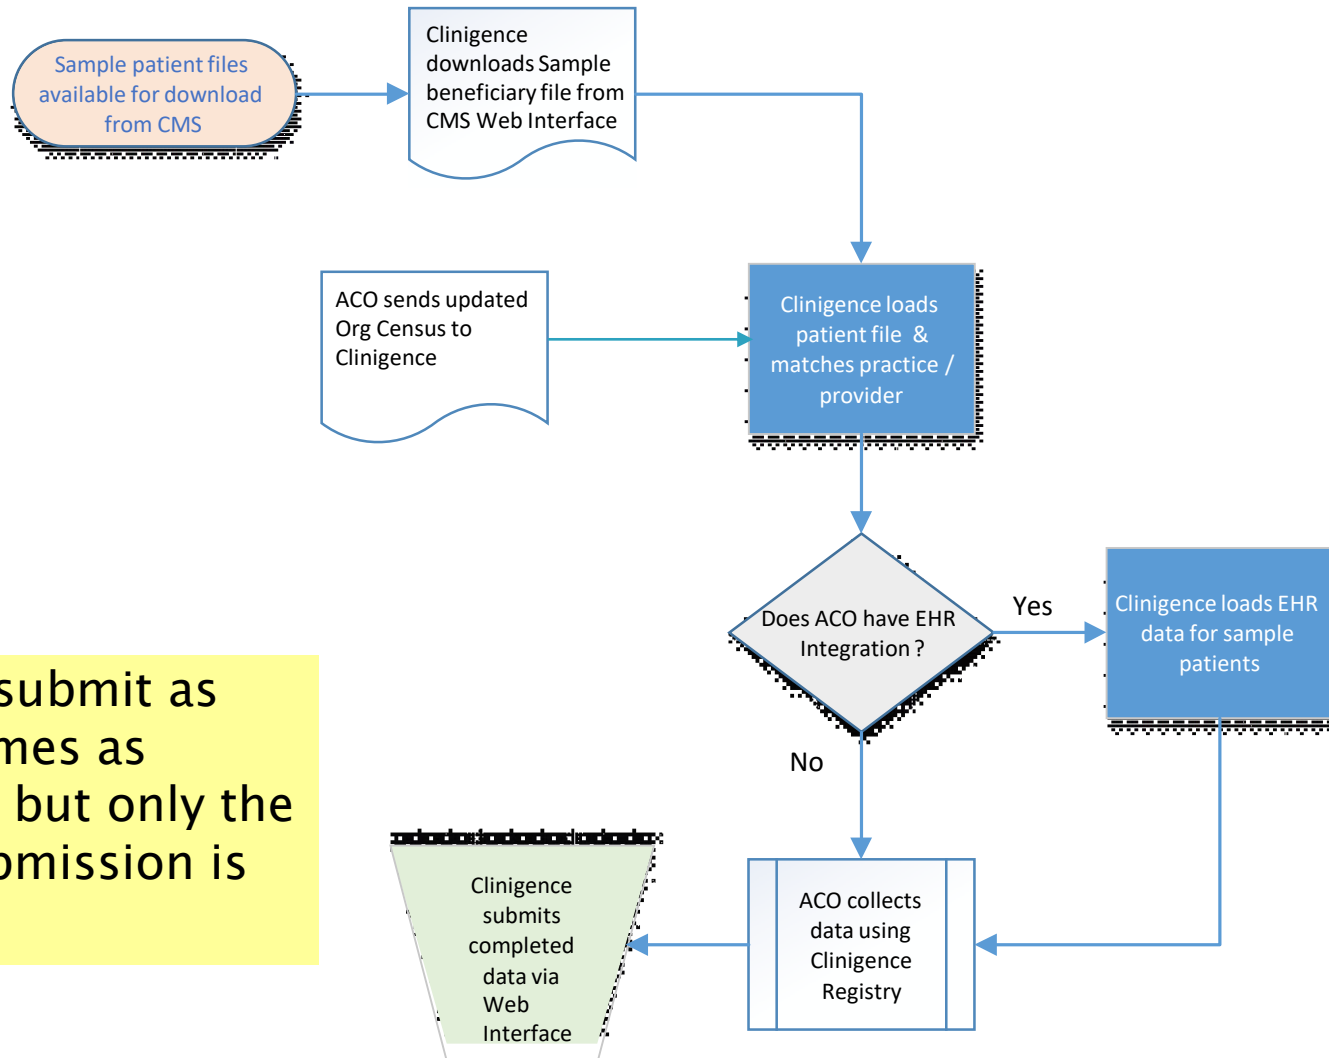 Sample patient files
available for download
from CMS
Clinigence
downloads Sample
beneficiary file from
CMS Web Interface
ACO sends updated
Org Census to
Clinigence
Clinigence loads
patient file &
matches practice /
provider
Does ACO have EHR
Integration ?
Yes
Clinigence loads EHR
data for sample
patients
No
submit as
mes as
but only the
bmission is
Clinigence
submits
completed
data via
Web
Interface
ACO collects
data using
Clinigence
Registry